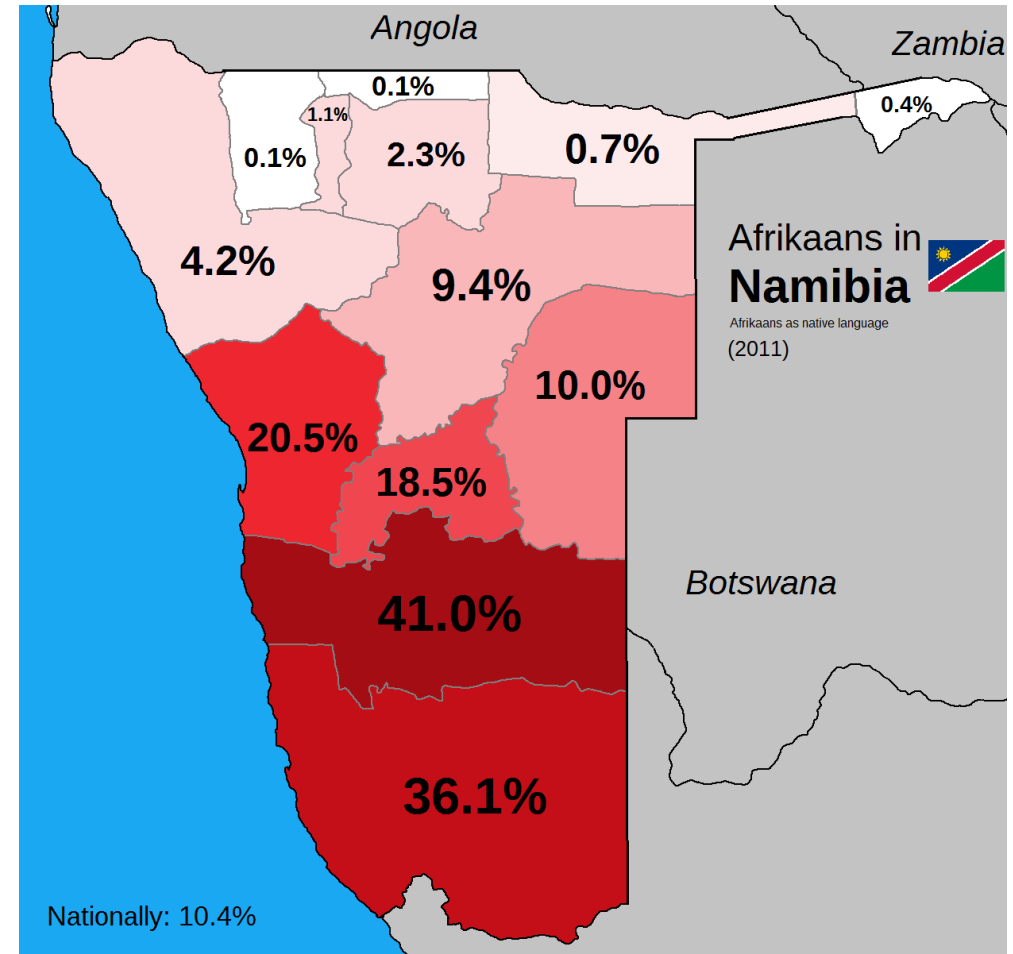 Angola
Zambia
0.1%
0.4%
1.1%
0.1%
2.3%
0.7%
4.2%
9.4%
Afrikaans in
Namibia
Afrikaans as native language
(2011)
10.0%
20.5%
18.5%
Botswana
41.0%
36.1%
Nationally: 10.4%